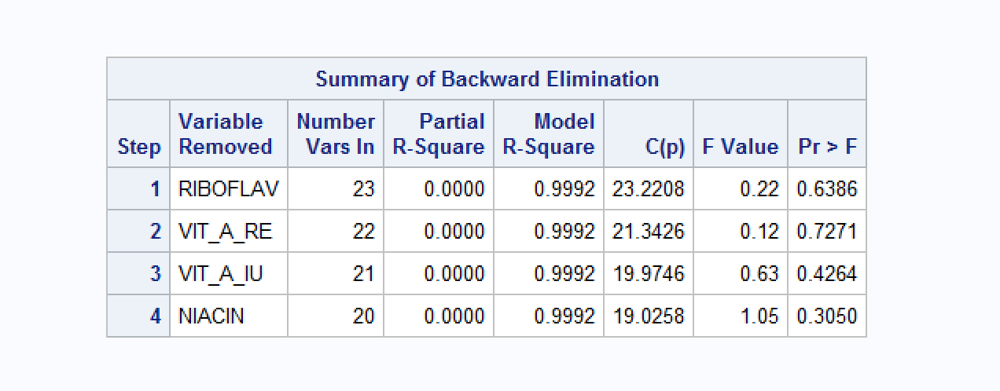 Summary of Backward Elimination
Step Variable Removed Number Vars In Partial R-Square Model R-Square C(p) F Value Pr > F
1 RIBOFLAV 23 0.0000 0.9992 23.2208 0.22 0.6386
2 VIT_A_RE 22 0.0000 0.9992 21.3426 0.12 0.7271
3 VIT_A_IU 21 0.0000 0.9992 19.9746 0.63 0.4264
4 NIACIN 20 0.0000 0.9992 19.0258 1.05 0.3050